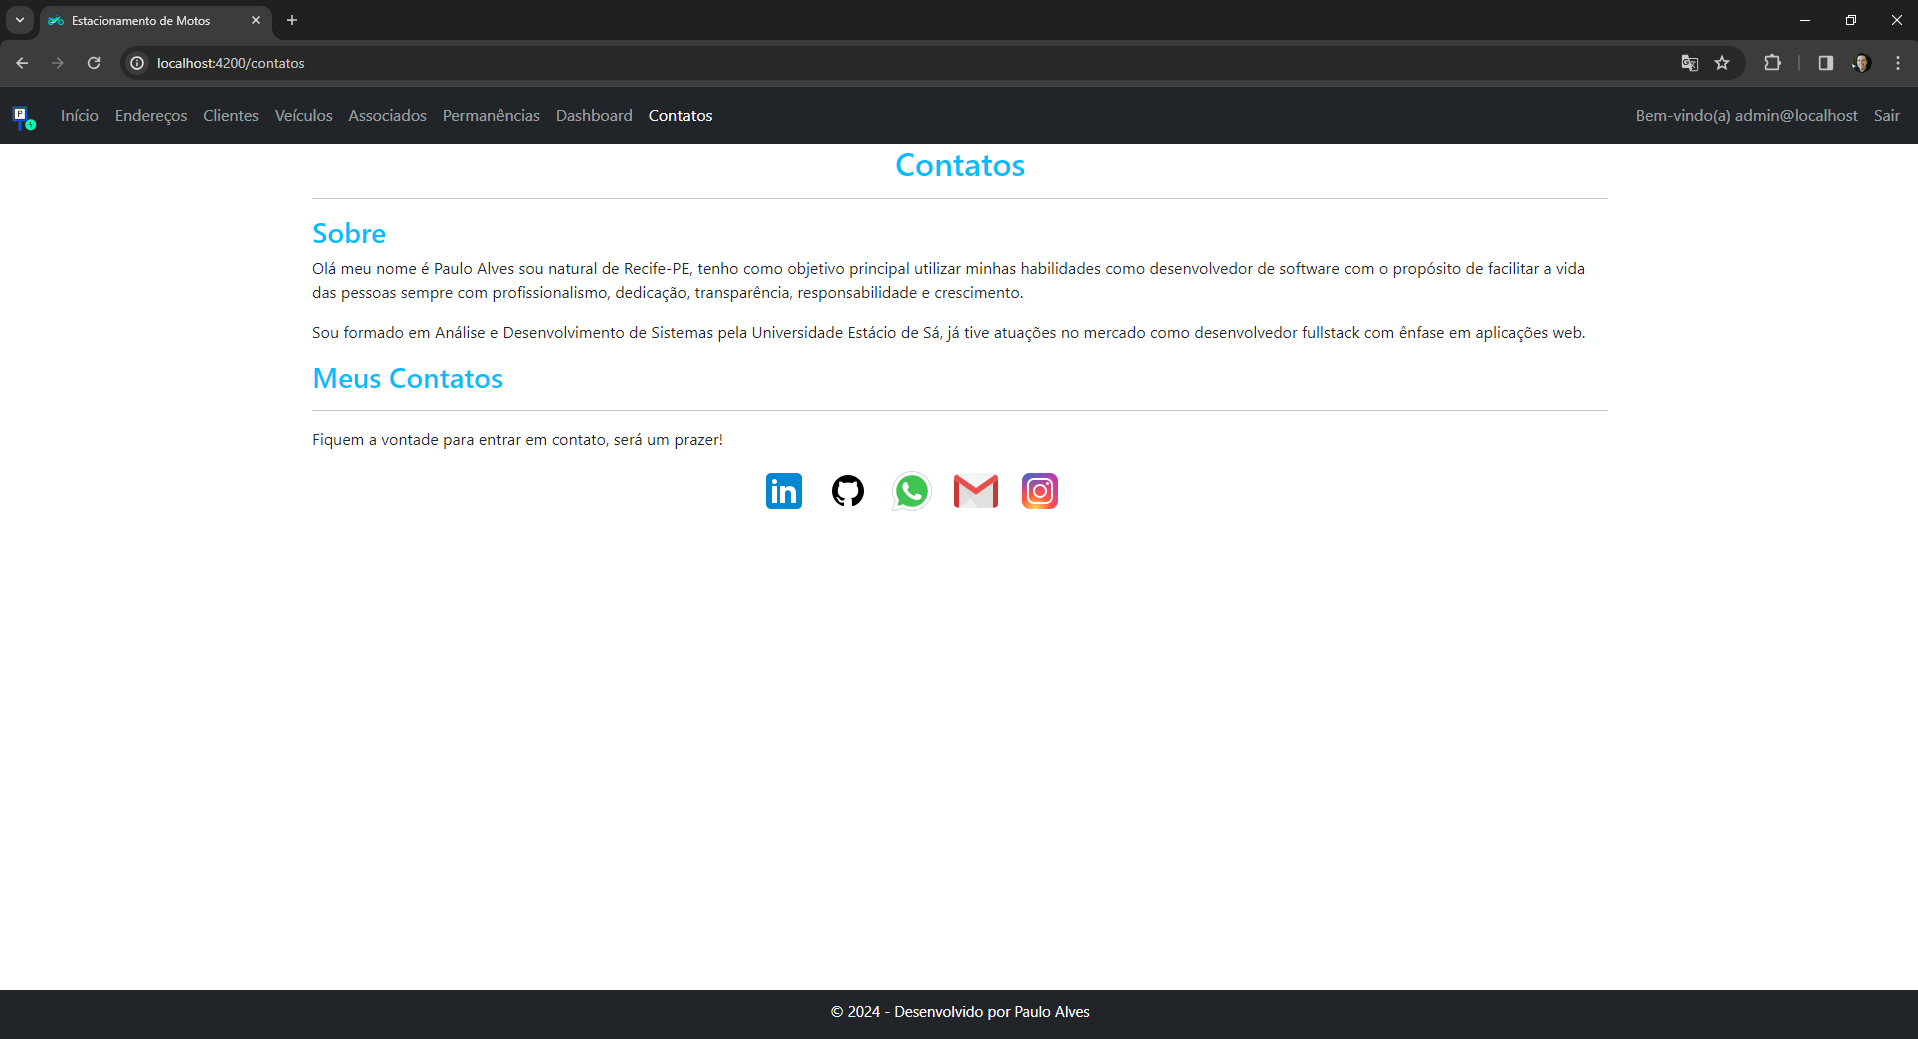 Estacionamento de Motos
localhost:4200/contatos
P Início Endereços Clientes Veículos Associados Permanências Dashboard Contatos Bem-vindo(a) admin@localhost Sair
Contatos
Sobre
Olá meu nome é Paulo Alves sou natural de Recife-PE, tenho como objetivo principal utilizar minhas habilidades como desenvolvedor de software com o propósito de facilitar a vida
das pessoas sempre com profissionalismo, dedicação, transparência, responsabilidade e crescimento.
Sou formado em Análise e Desenvolvimento de Sistemas pela Universidade Estácio de Sá, já tive atuações no mercado como desenvolvedor fullstack com ênfase em aplicações web.
Meus Contatos
Fiquem a vontade para entrar em contato, será um prazer!
in
© 2024 - Desenvolvido por Paulo Alves